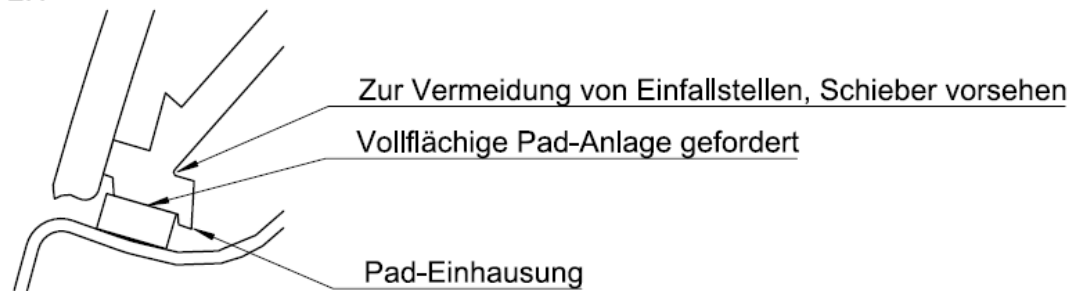 Zur Vermeidung von Einfallstellen, Schieber vorsehen
Vollflächige Pad-Anlage gefordert
Pad-Einhausung